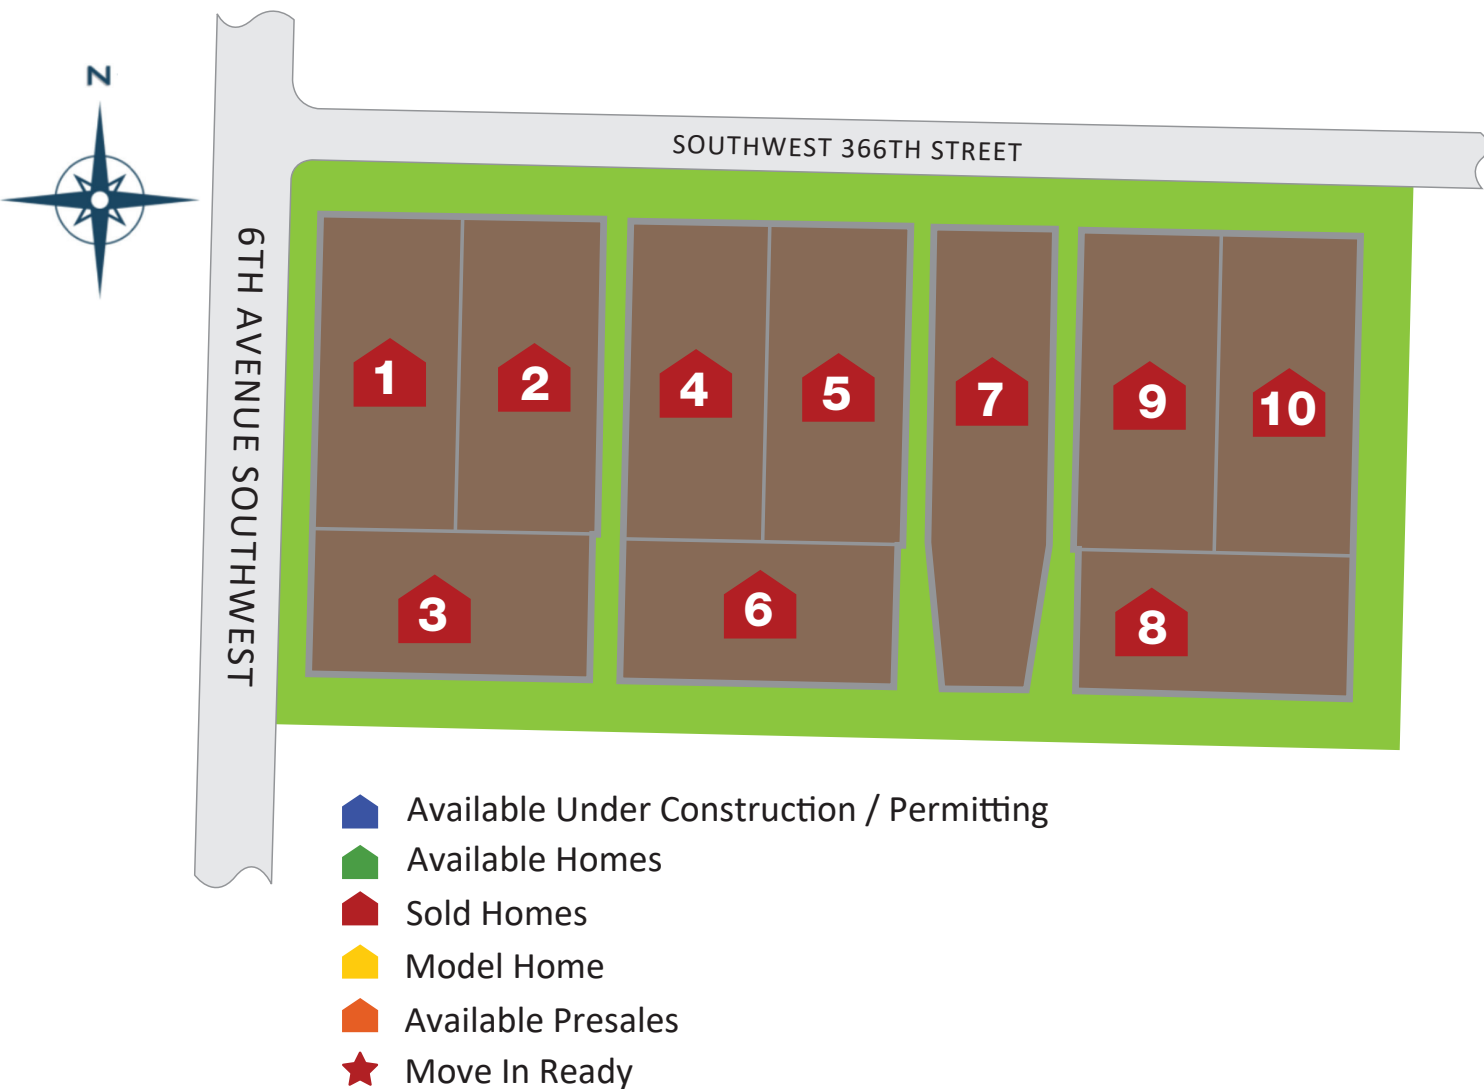 N
SOUTHWEST 366TH STREET
6TH AVENUE SOUTHWEST
1
2
4
5
7
9
10
3
6
8
Available Under Construction / Permitting
Available Homes
Sold Homes
Model Home
Available Presales
Move In Ready